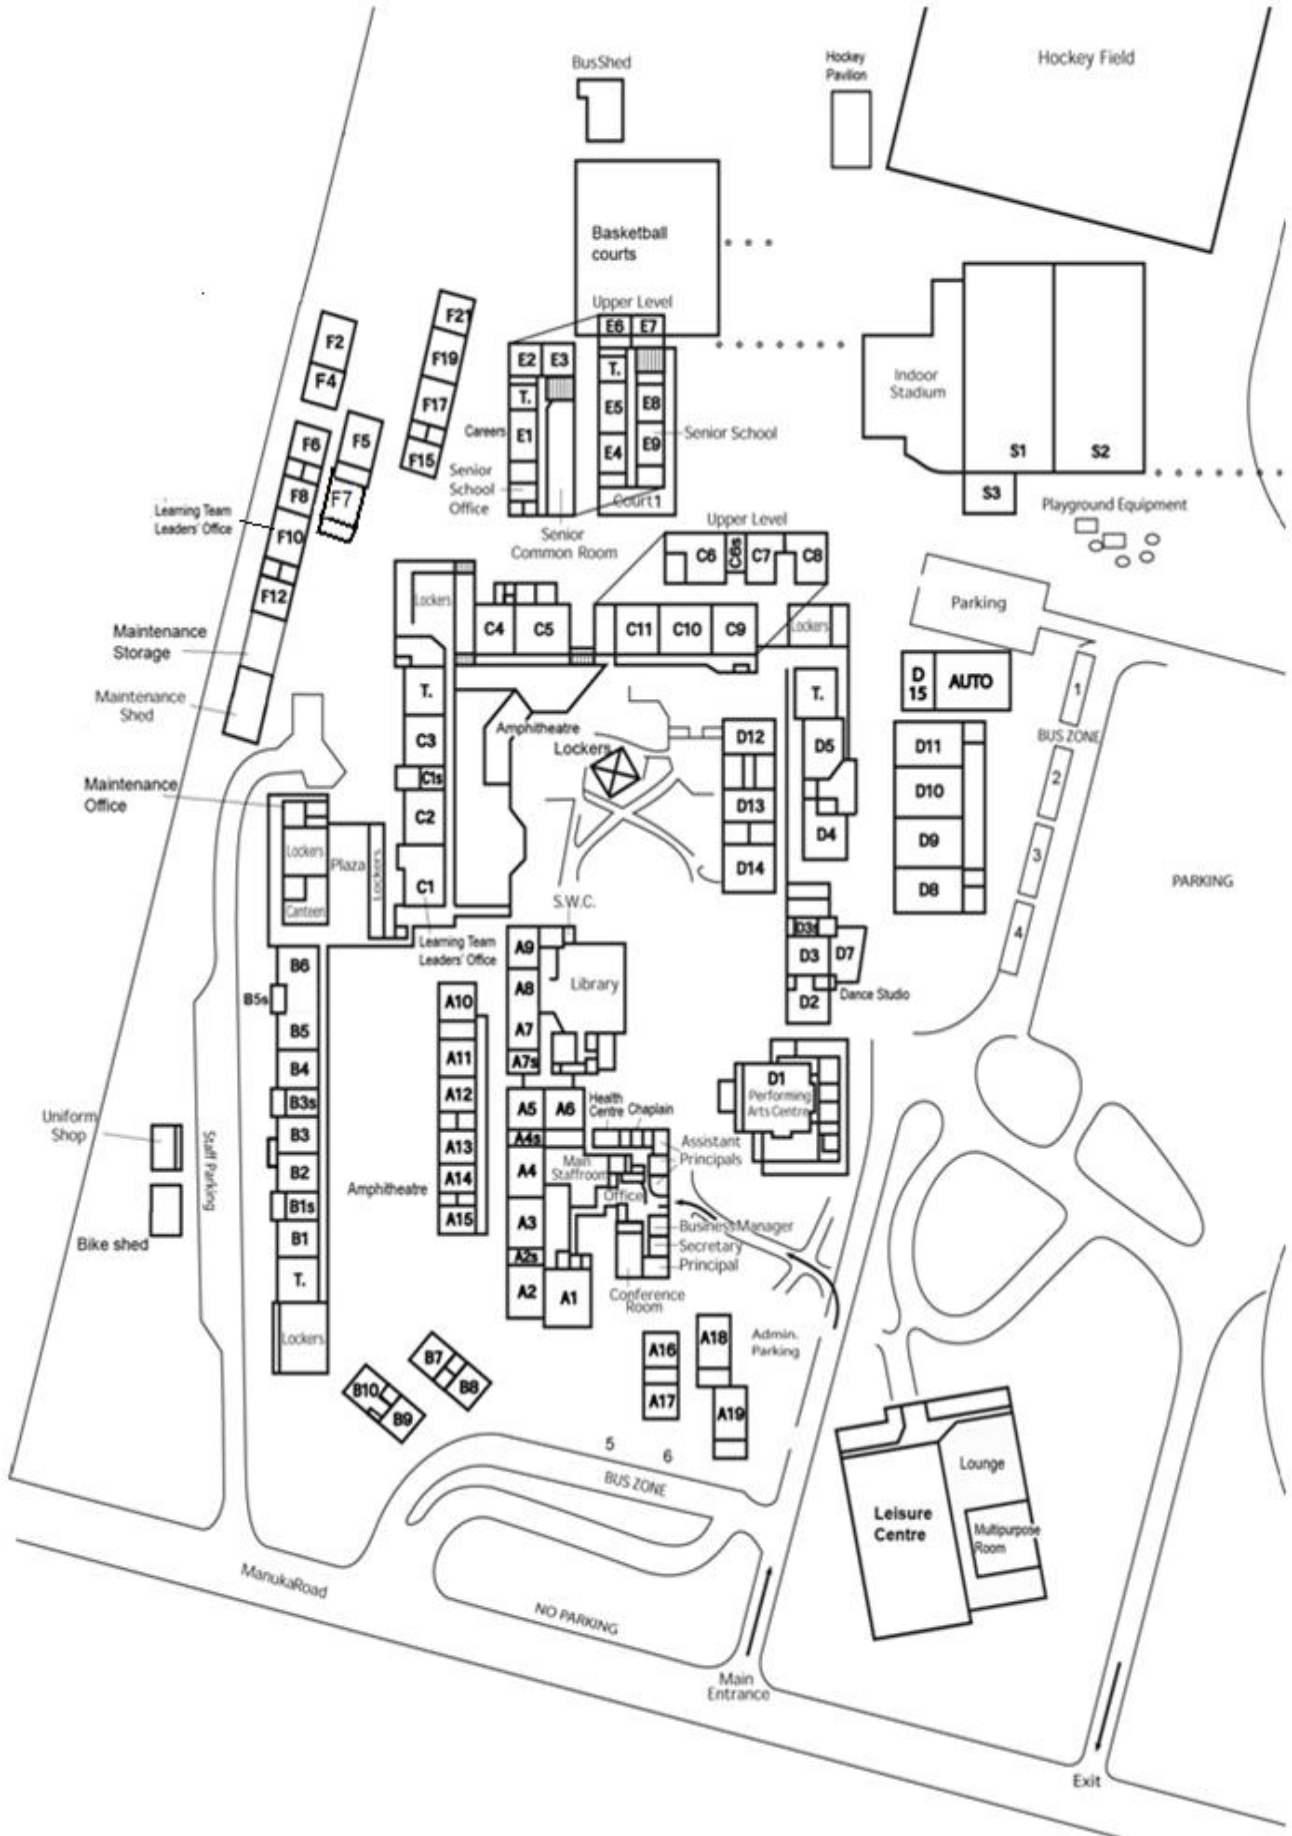 Bus Shed
Hockey
Pavilion
Hockey Field
Basketball
courts
Upper Level
E6
E7
F21
F2
F19
F4
F17
F15
F6
F5
F8
F7
F10
F12
Learning Team
Leaders' Office
E2
E3
T.
Careers
E1
Senior
School
Office
T.
E5
E8
E4
E9
Senior School
Court 1
Senior
Common Room
Indoor
Stadium
S1
S2
S3
Playground Equipment
Upper Level
C6
C6s
C7
C8
Lockers
C4
C5
C11
C10
C9
Lockers
Parking
Maintenance
Storage
Maintenance
Shed
Maintenance
Office
T.
C3
C1s
C2
C1
Amphitheatre
Lockers
D12
D13
D14
T.
D5
D4
D
15
AUTO
D11
D10
D9
D8
1
BUS ZONE
2
3
4
PARKING
Lockers
Plaza
Lockers
Canteen
Learning Team
Leaders' Office
S.W.C.
A9
A8
A7
A7s
Library
D3s
D3
D7
D2
Dance Studio
B6
B5s
B5
B4
B3s
B3
B2
B1s
B1
T.
Lockers
A10
A11
A12
A13
A14
A15
Amphitheatre
A5
A6
A4s
A4
A3
A2s
A2
A1
Health
Centre
Chaplain
Main
Staffroom
Office
Assistant
Principals
Business Manager
Secretary
Principal
Conference
Room
D1
Performing
Arts Centre
Uniform
Shop
Bike shed
Staff Parking
B7
B8
B10
B9
A16
A17
A18
A19
Admin.
Parking
5
6
BUS ZONE
Lounge
Leisure
Centre
Multipurpose
Room
Manuka Road
NO PARKING
Main
Entrance
Exit